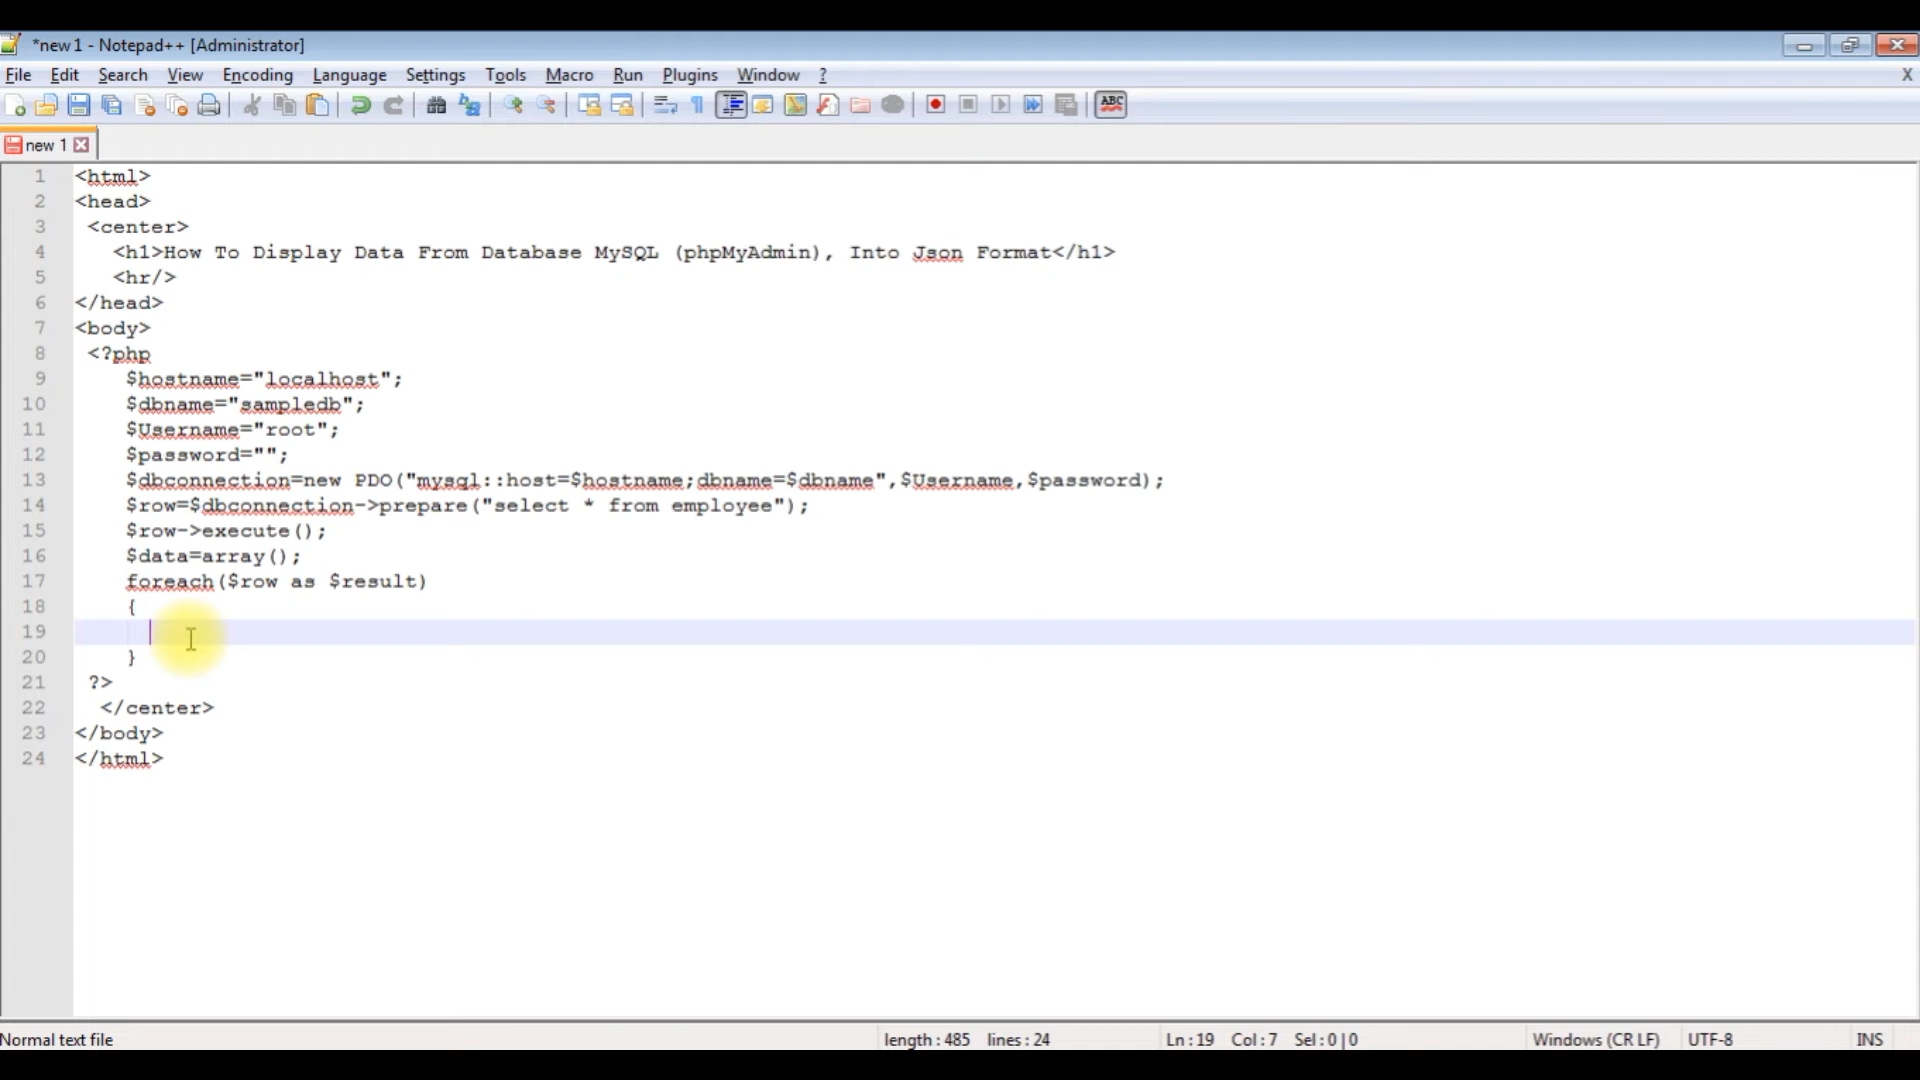 *new 1 - Notepad++ [Administrator]
File Edit Search View Encoding Language Settings Tools Macro Run Plugins Window ? X
ABC
new 1
1 <html>
2 <head>
3 <center>
4 <h1>How To Display Data From Database MySQL (phpMyAdmin), Into Json Format</h1>
5 <hr/>
6 </head>
7 <body>
8 <?php
9 $hostname="localhost";
10 $dbname="sampledb";
11 $Username="root";
12 $password="";
13 $dbconnection=new PDO("mysql::host=$hostname;dbname=$dbname",$Username,$password);
14 $row=$dbconnection->prepare("select * from employee");
15 $row->execute();
16 $data=array();
17 foreach($row as $result)
18 {
19
20 }
21 ?>
22 </center>
23 </body>
24 </html>
Normal text file length : 485 lines : 24 Ln : 19 Col : 7 Sel : 0 | 0 Windows (CR LF) UTF-8 INS